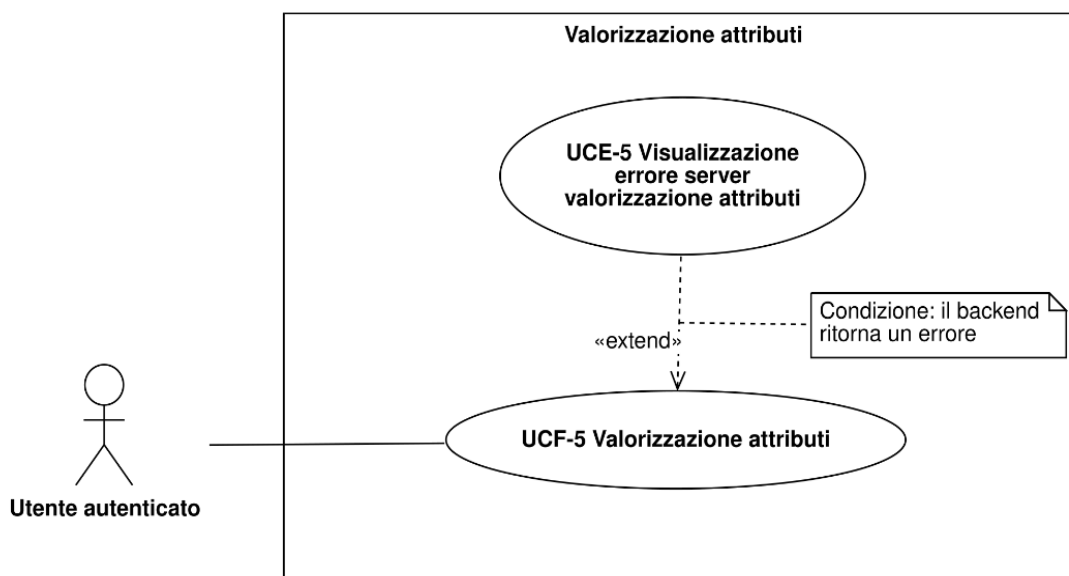 Valorizzazione attributi
UCE-5 Visualizzazione
errore server
valorizzazione attributi
Condizione: il backend
ritorna un errore
«extend»
UCF-5 Valorizzazione attributi
Utente autenticato